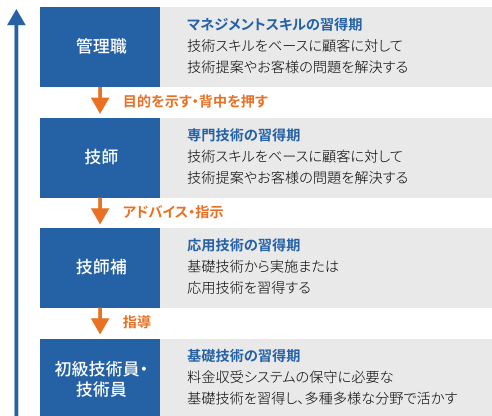 管理職
マネジメントスキルの習得期
技術スキルをベースに顧客に対して
技術提案やお客様の問題を解決する
目的を示す・背中を押す
技師
専門技術の習得期
技術スキルをベースに顧客に対して
技術提案やお客様の問題を解決する
アドバイス・指示
技師補
応用技術の習得期
基礎技術から実施または
応用技術を習得する
指導
初級技術員・
技術員
基礎技術の習得期
料金収受システムの保守に必要な
基礎技術を習得し、多種多様な分野で活かす